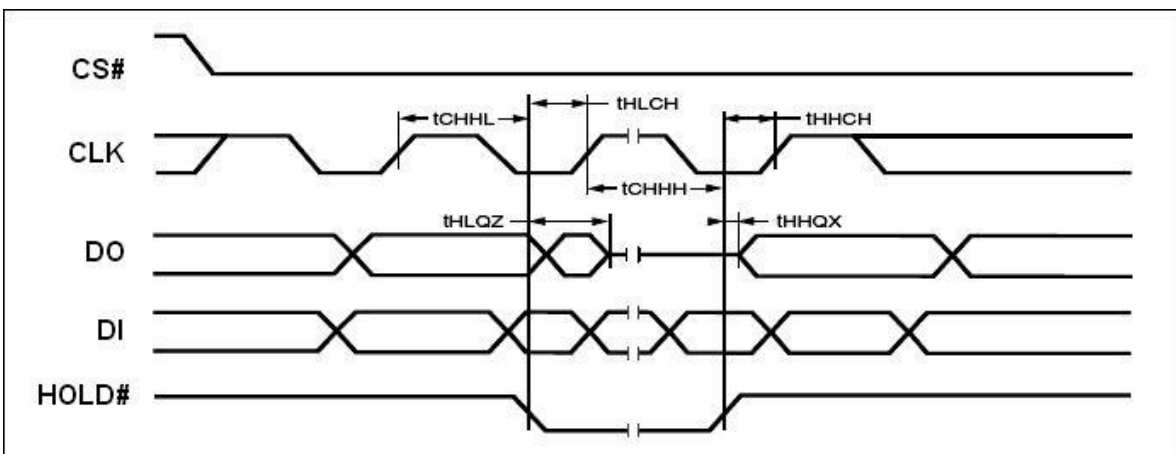 CS#
tHLCH
tCHHL
tHHCH
CLK
tCHHH
tHLQZ
tHHQX
DO
DI
HOLD#